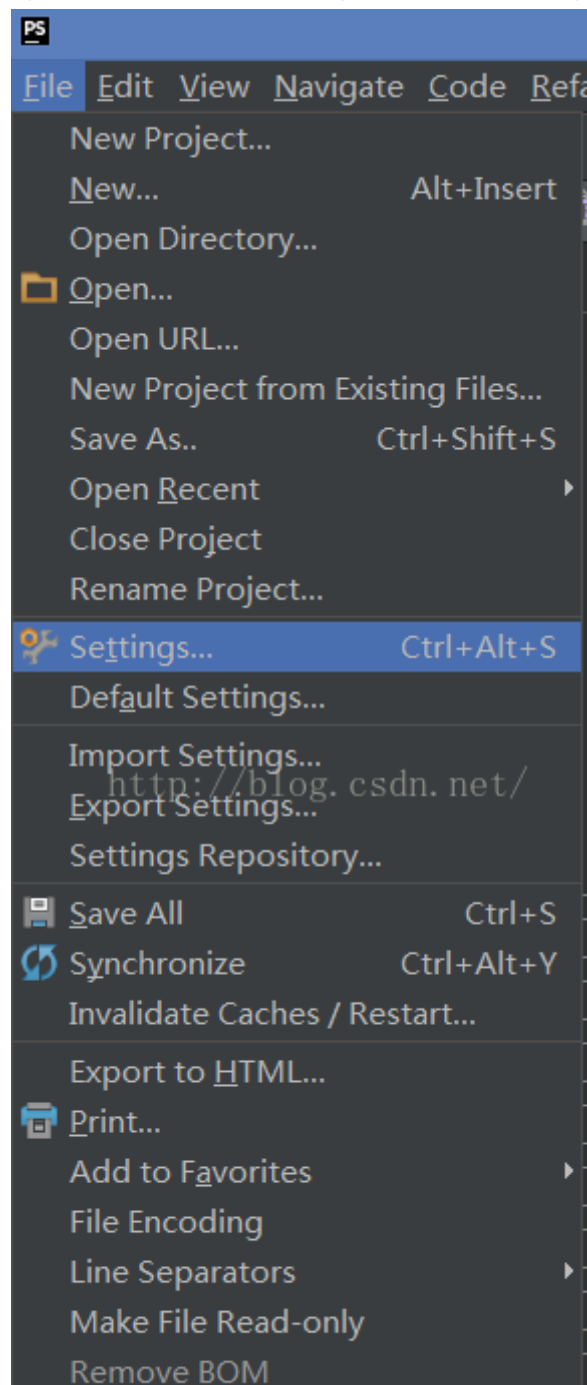 PS
File Edit View Navigate Code Refa
New Project...
New... Alt+Insert
Open Directory...
Open...
Open URL...
New Project from Existing Files...
Save As.. Ctrl+Shift+S
Open Recent
Close Project
Rename Project...
Settings... Ctrl+Alt+S
Default Settings...
Import Settings...
http://blog.csdn.net/
Export Settings...
Settings Repository...
Save All Ctrl+S
Synchronize Ctrl+Alt+Y
Invalidate Caches / Restart...
Export to HTML...
Print...
Add to Favorites
File Encoding
Line Separators
Make File Read-only
Remove BOM